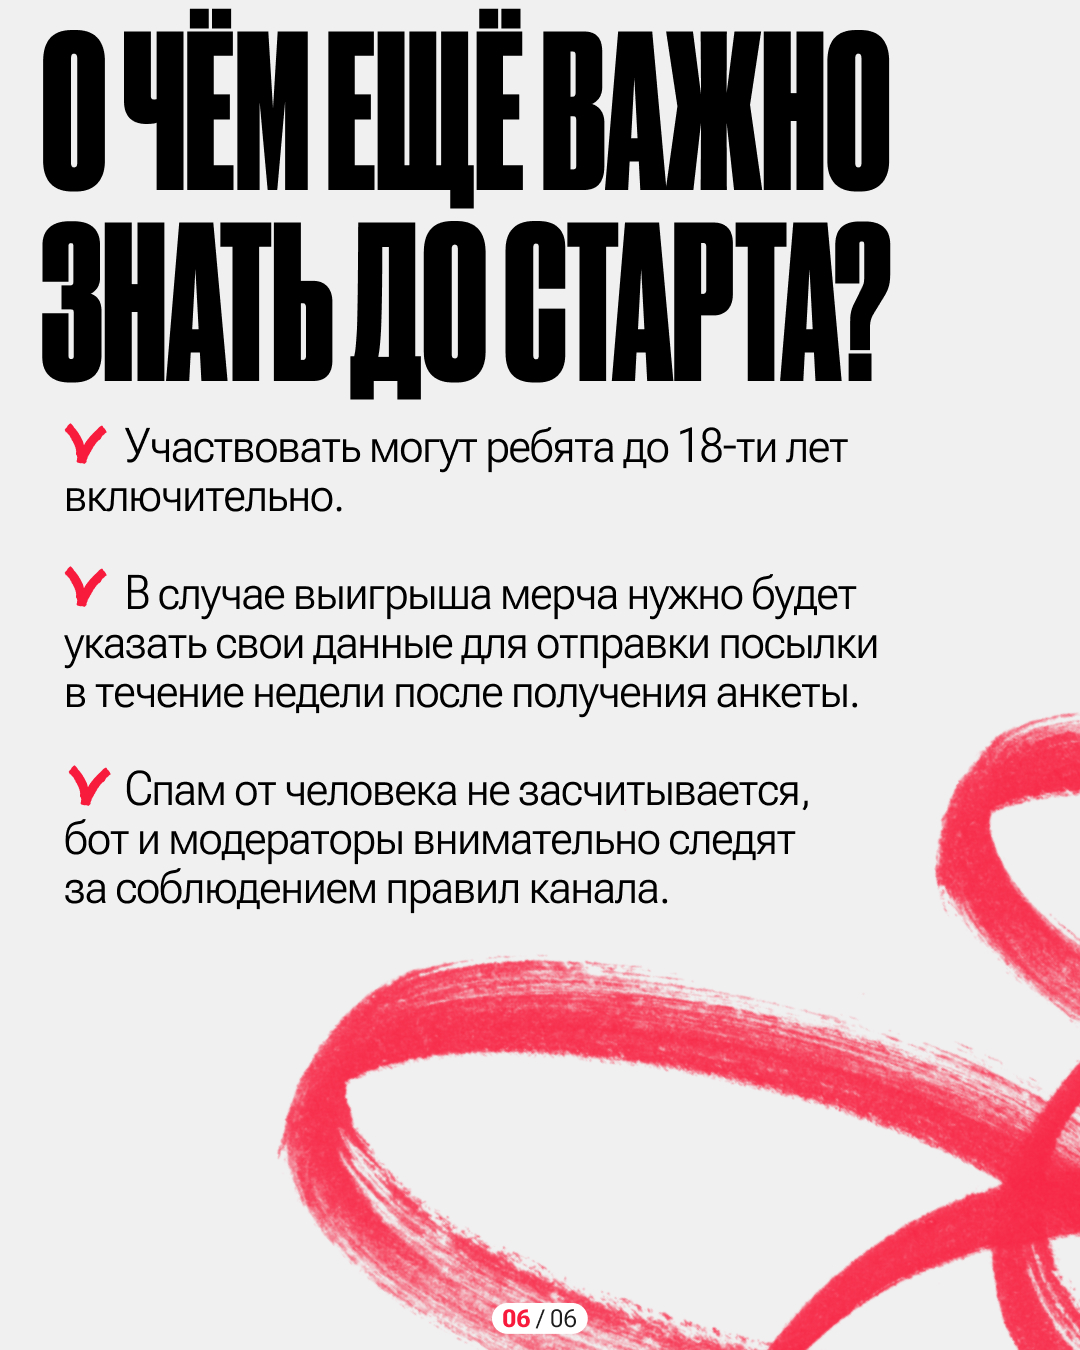 О ЧЁМ ЕЩЁ ВАЖНО
ЗНАТЬ ДО СТАРТА?
Участвовать могут ребята до 18-ти лет
включительно.
В случае выигрыша мерча нужно будет
указать свои данные для отправки посылки
в течение недели после получения анкеты.
Спам от человека не засчитывается,
бот и модераторы внимательно следят
за соблюдением правил канала.
06 / 06